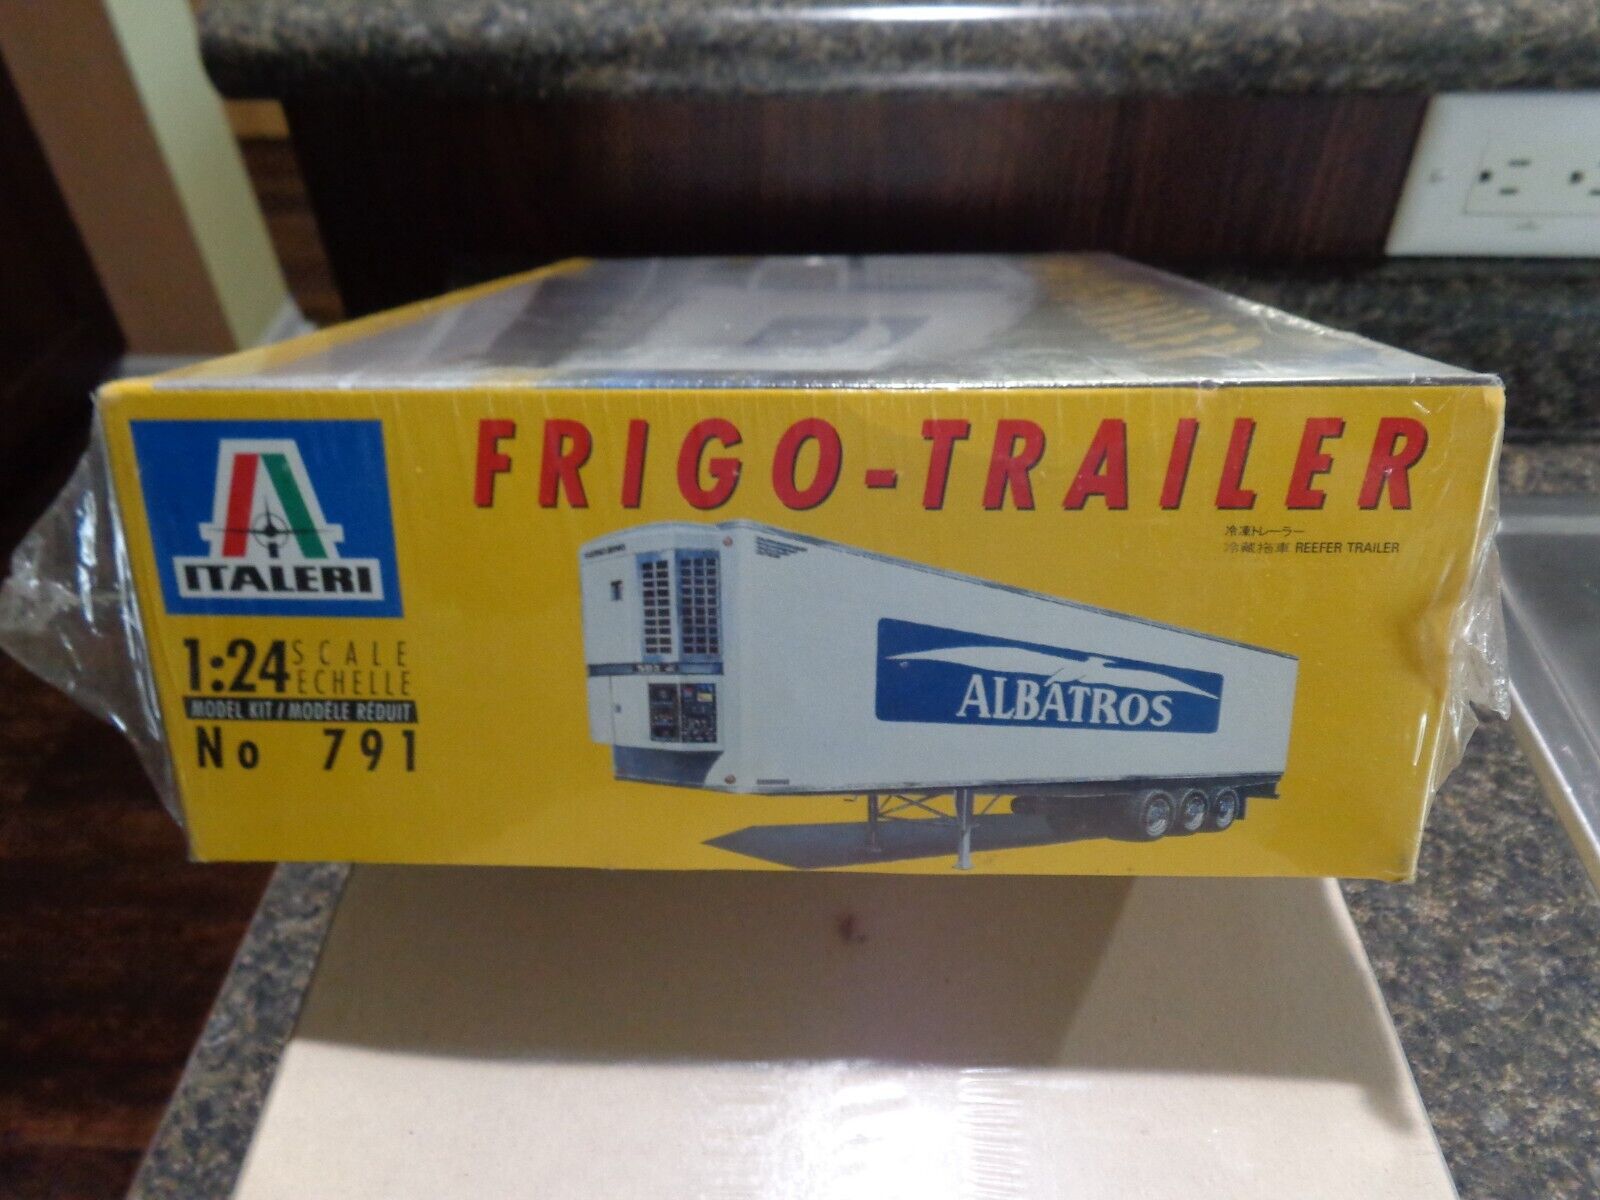 FRIGO-TRAILER
冷凍トレーラー
冷藏拖車 REEFER TRAILER
ITALERI
1:24 SCALE
ECHELLE
MODEL KIT / MODÈLE RÉDUIT
No 791
ALBATROS